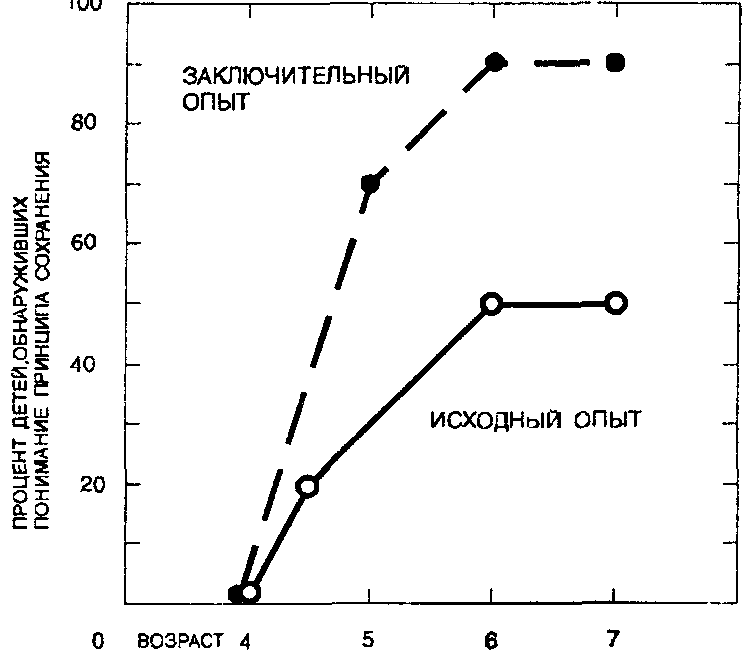 100
ЗАКЛЮЧИТЕЛЬНЫЙ
ОПЫТ
80
60
40
20
ИСХОДНЫЙ ОПЫТ
ПРОЦЕНТ ДЕТЕЙ,ОБНАРУЖИВШИХ
ПОНИМАНИЕ ПРИНЦИПА СОХРАНЕНИЯ
0 ВОЗРАСТ 4 5 6 7